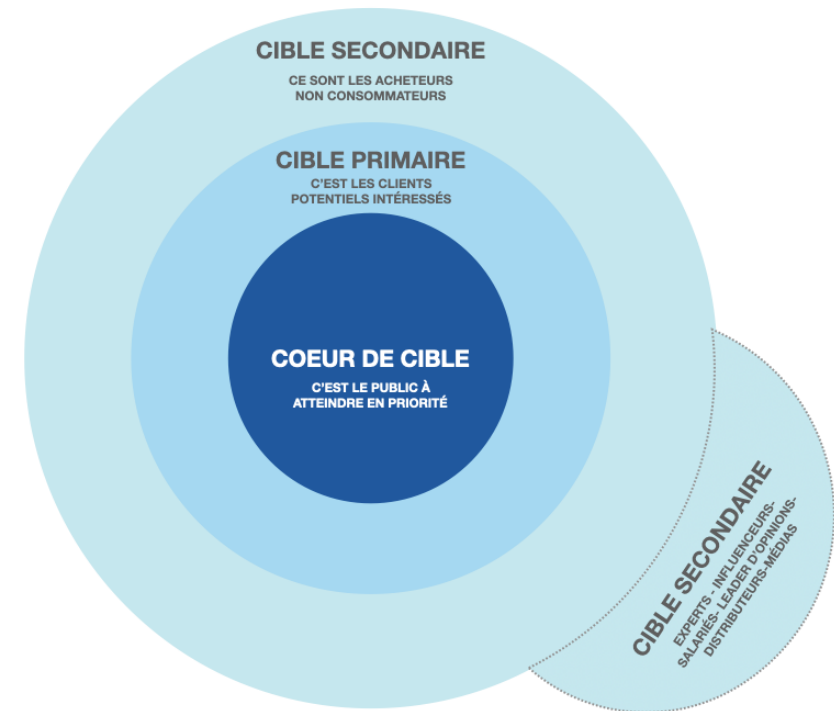 CIBLE SECONDAIRE
CE SONT LES ACHETEURS
NON CONSOMMATEURS
CIBLE PRIMAIRE
C'EST LES CLIENTS
POTENTIELS INTÉRESSÉS
COEUR DE CIBLE
C'EST LE PUBLIC À
ATTEINDRE EN PRIORITÉ
CIBLE SECONDAIRE
EXPERTS - INFLUENCEURS-
SALARIÉS- LEADER D'OPINIONS-
DISTRIBUTEURS-MÉDIAS